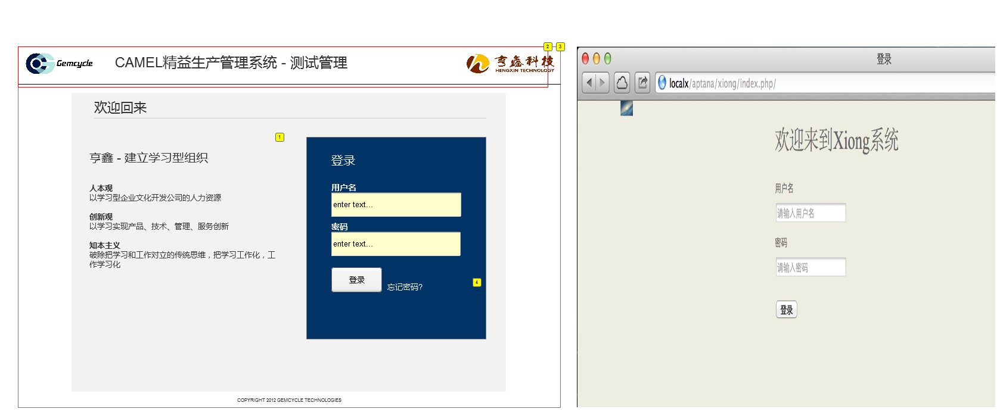 2
3
Gemcycle
CAMEL精益生产管理系统 - 测试管理
亨鑫科技
HENGXIN TECHNOLOGY
欢迎回来
1
亨鑫 - 建立学习型组织
人本观
以学习型企业文化开发公司的人力资源
创新观
以学习实现产品、技术、管理、服务创新
知本主义
破除把学习和工作对立的传统思维，把学习工作化，工
作学习化
登录
用户名
enter text...
密码
enter text...
登录
忘记密码?
4
COPYRIGHT 2012 GEMCYCLE TECHNOLOGIES
登录
localx/aptana/xiong/index.php/
欢迎来到Xiong系统
用户名
请输入用户名
密码
请输入密码
登录